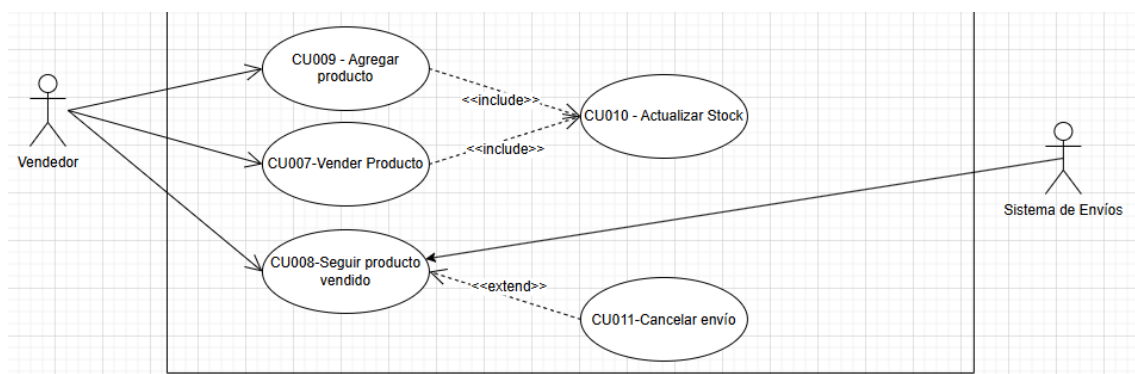 CU009 - Agregar
producto
<<include>>
CU010 - Actualizar Stock
Vendedor
CU007-Vender Producto
<<include>>
Sistema de Envíos
CU008-Seguir producto
vendido
<<extend>>
CU011-Cancelar envío